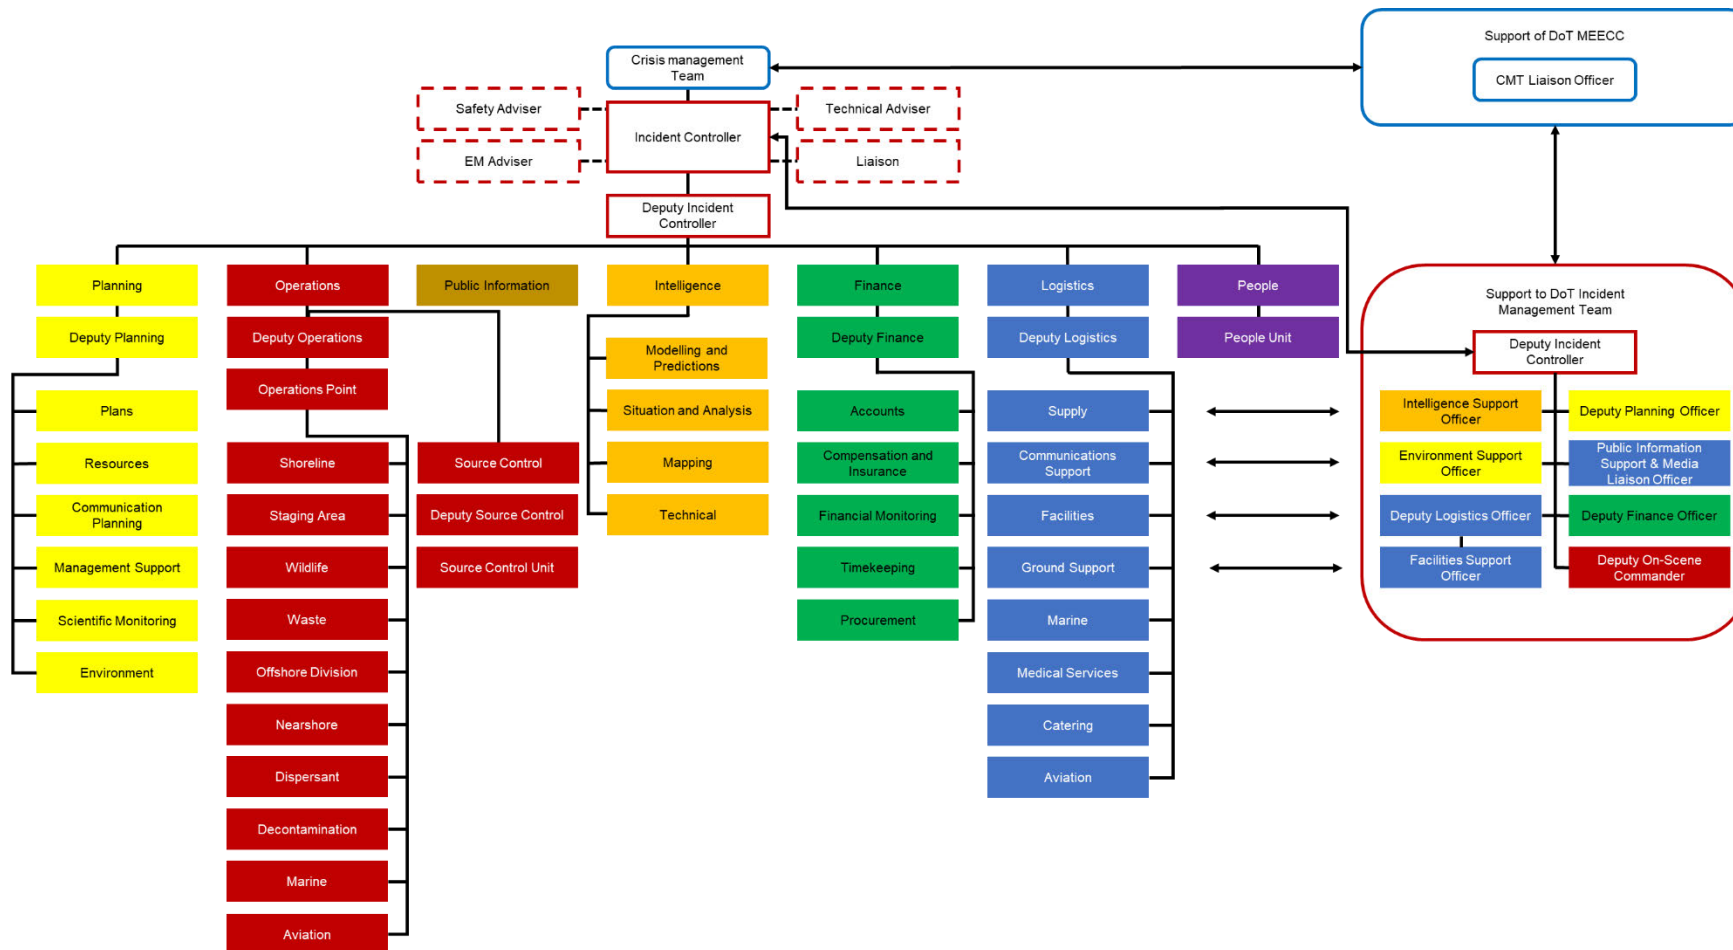 Support of DoT MEECC
CMT Liaison Officer
Crisis management
Team
Safety Adviser
Technical Adviser
Incident Controller
EM Adviser
Liaison
Deputy Incident
Controller
Planning
Deputy Planning
Plans
Resources
Communication
Planning
Management Support
Scientific Monitoring
Environment
Operations
Deputy Operations
Operations Point
Shoreline
Staging Area
Wildlife
Waste
Offshore Division
Nearshore
Dispersant
Decontamination
Marine
Aviation
Public Information
Source Control
Deputy Source Control
Source Control Unit
Intelligence
Modelling and
Predictions
Situation and Analysis
Mapping
Technical
Finance
Deputy Finance
Accounts
Compensation and
Insurance
Financial Monitoring
Timekeeping
Procurement
Logistics
Deputy Logistics
Supply
Communications
Support
Facilities
Ground Support
Marine
Medical Services
Catering
Aviation
People
People Unit
Support to DoT Incident
Management Team
Deputy Incident
Controller
Intelligence Support
Officer
Deputy Planning Officer
Environment Support
Officer
Public Information
Support & Media
Liaison Officer
Deputy Logistics Officer
Deputy Finance Officer
Facilities Support
Officer
Deputy On-Scene
Commander